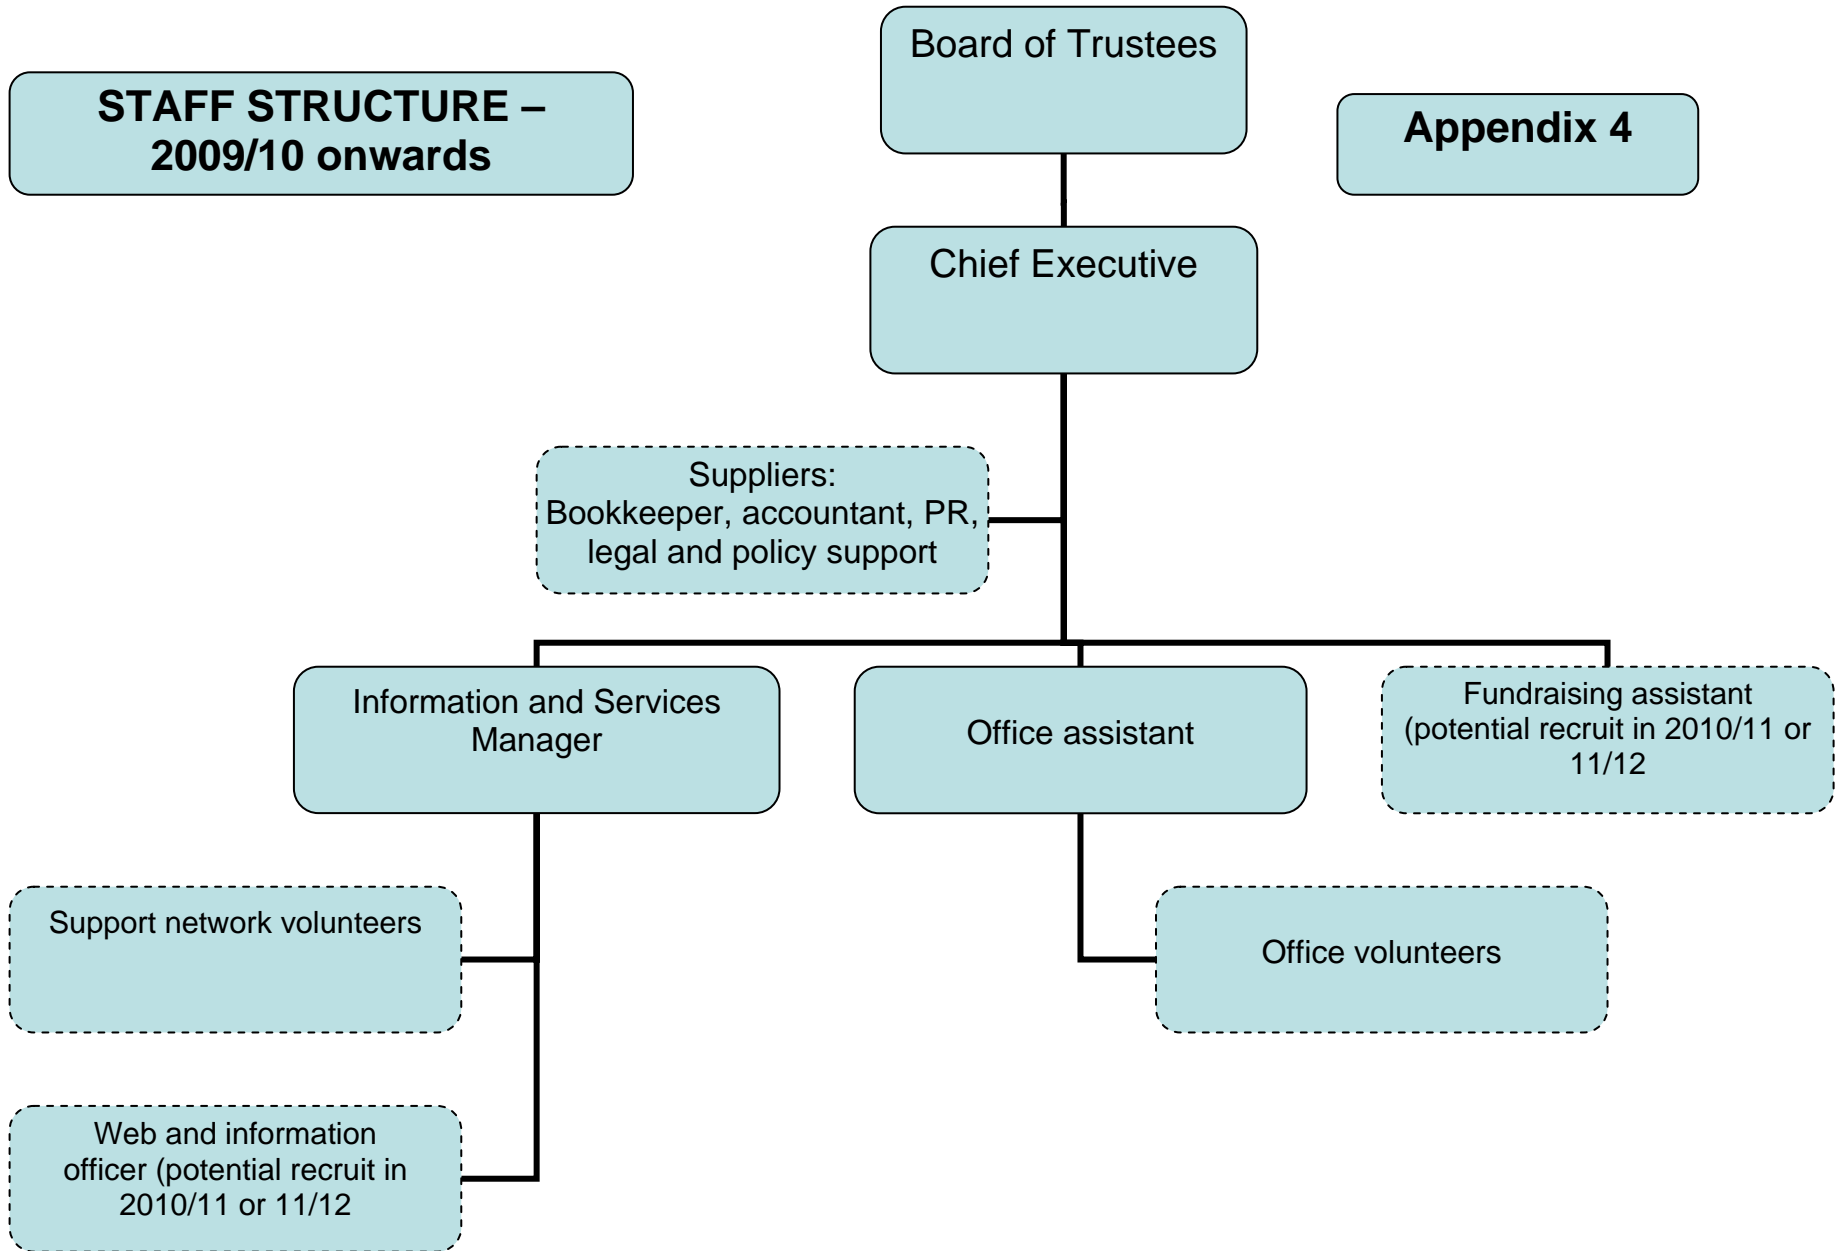 Board of Trustees
STAFF STRUCTURE –
2009/10 onwards
Appendix 4
Chief Executive
Suppliers:
Bookkeeper, accountant, PR,
legal and policy support
Information and Services
Manager
Office assistant
Fundraising assistant
(potential recruit in 2010/11 or
11/12
Support network volunteers
Office volunteers
Web and information
officer (potential recruit in
2010/11 or 11/12